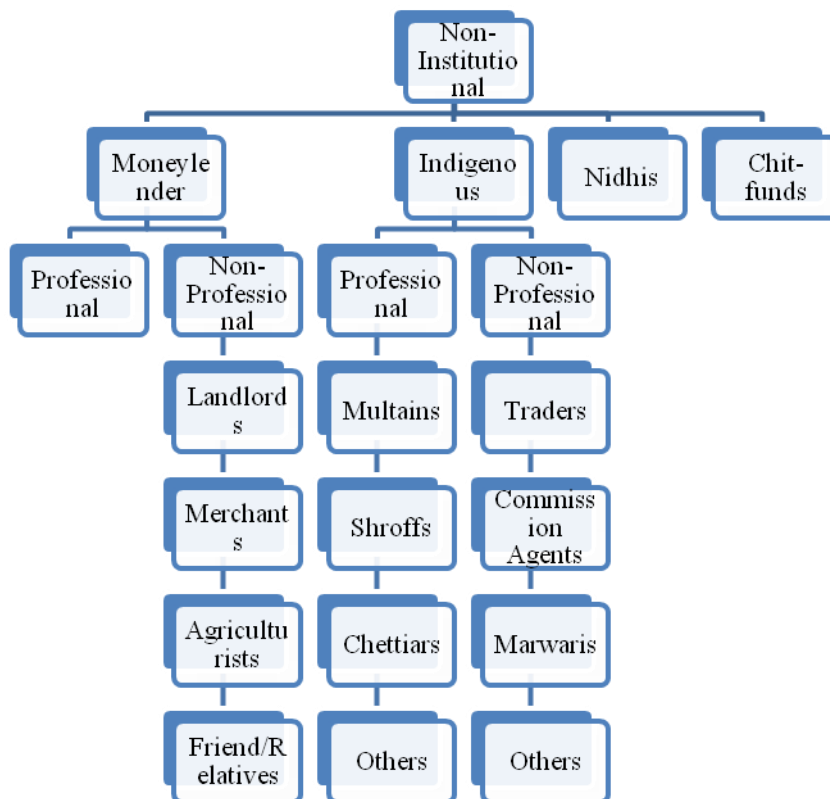 Non-
Institutio
nal
Moneyle
nder
Indigeno
us
Nidhis
Chit-
funds
Professio
nal
Non-
Professio
nal
Professio
nal
Non-
Professio
nal
Landlord
s
Multains
Traders
Merchant
s
Shroffs
Commiss
ion
Agents
Agricultu
rists
Chettiars
Marwaris
Friend/R
elatives
Others
Others